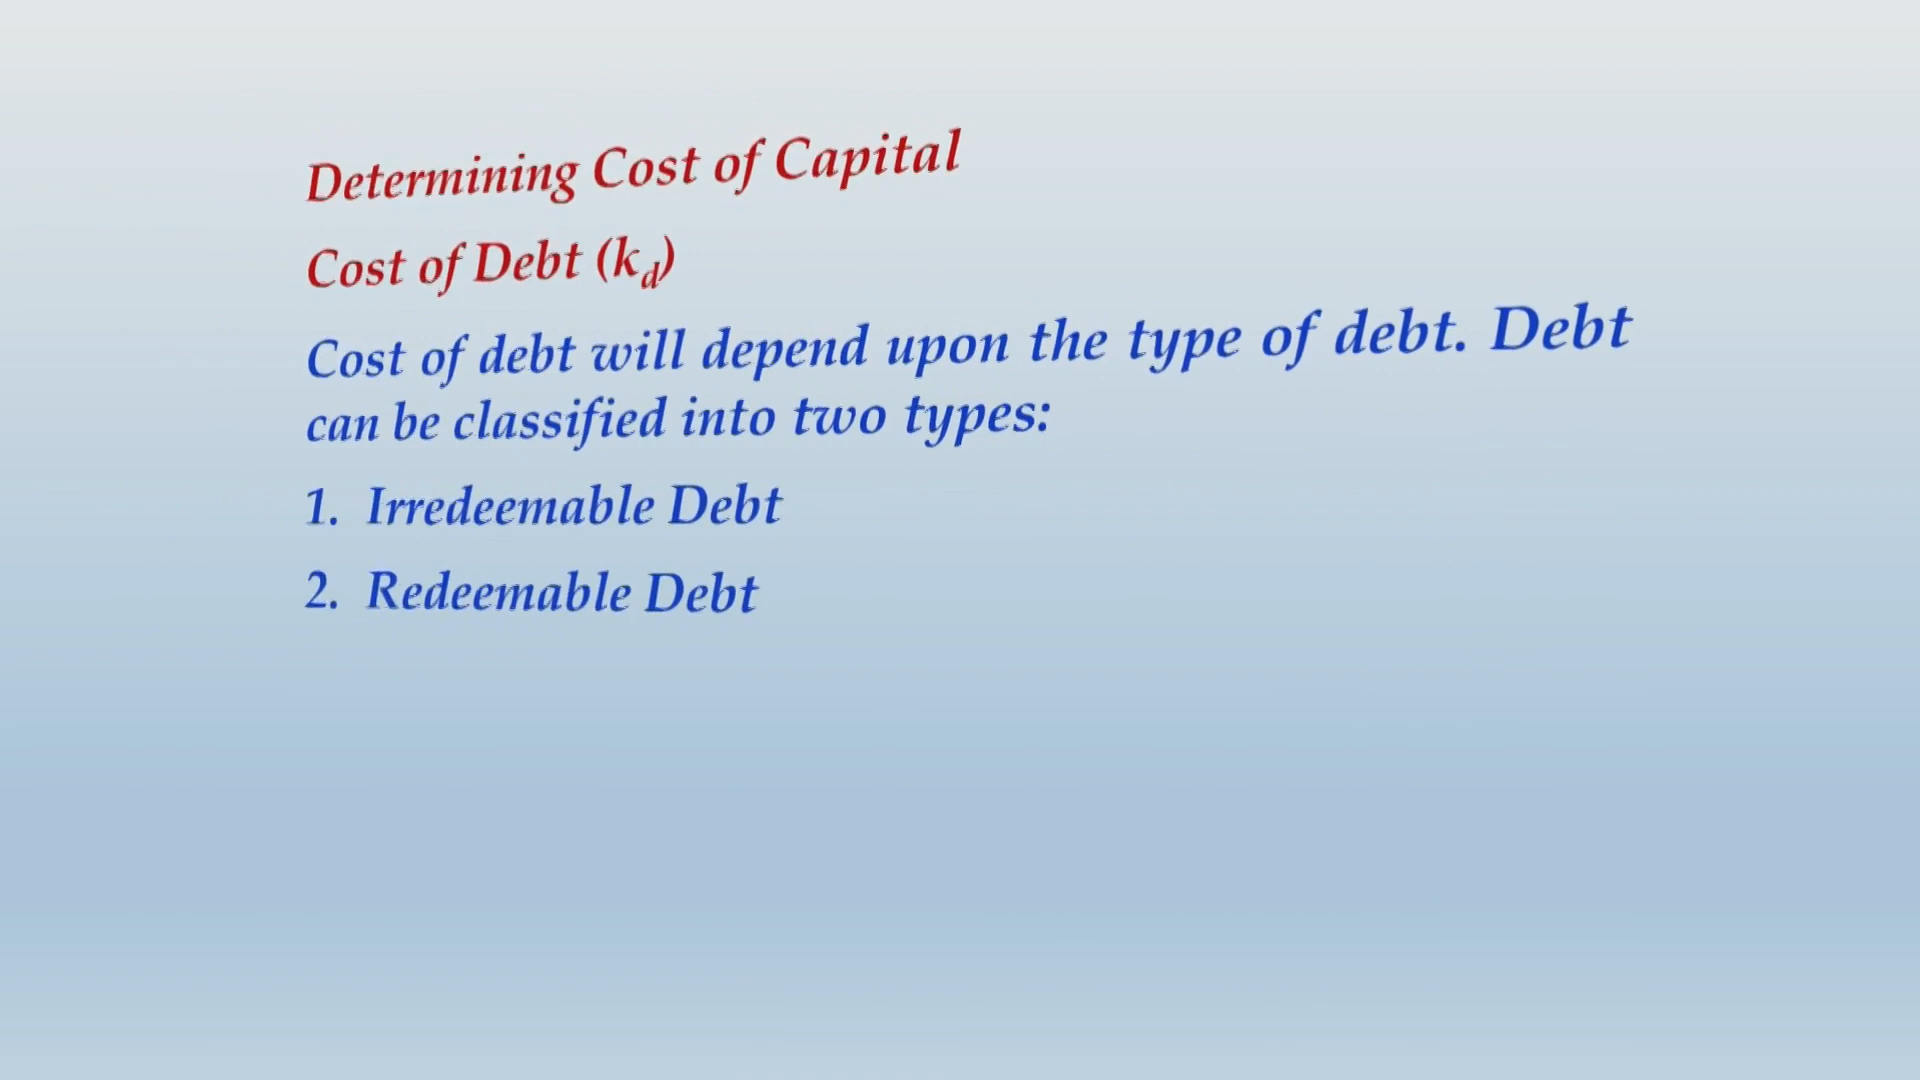 Determining Cost of Capital
Cost of Debt (kd)
Cost of debt will depend upon the type of debt. Debt
can be classified into two types:
1. Irredeemable Debt
2. Redeemable Debt